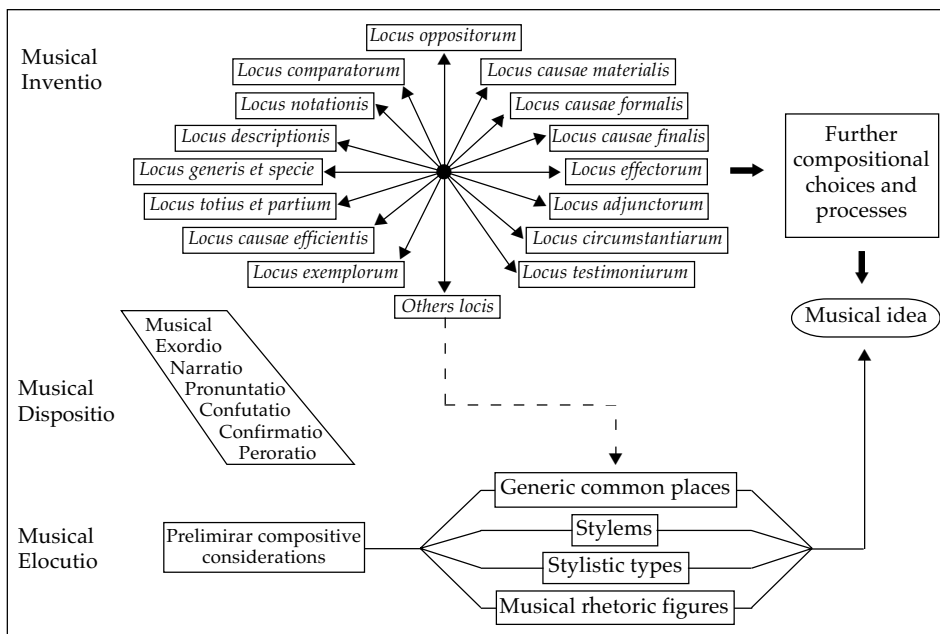 Musical
Inventio
Locus oppositorum
Locus comparatorum
Locus causae materialis
Locus notationis
Locus causae formalis
Locus descriptionis
Locus causae finalis
Locus generis et specie
Locus effectorum
Locus totius et partium
Locus adjunctorum
Locus causae efficientis
Locus circumstantiarum
Locus exemplorum
Locus testimoniurum
Others locis
Further
compositional
choices and
processes
Musical idea
Musical
Dispositio
Musical
Exordio
Narratio
Pronuntatio
Confutatio
Confirmatio
Peroratio
Musical
Elocutio
Prelimirar compositive
considerations
Generic common places
Stylems
Stylistic types
Musical rhetoric figures